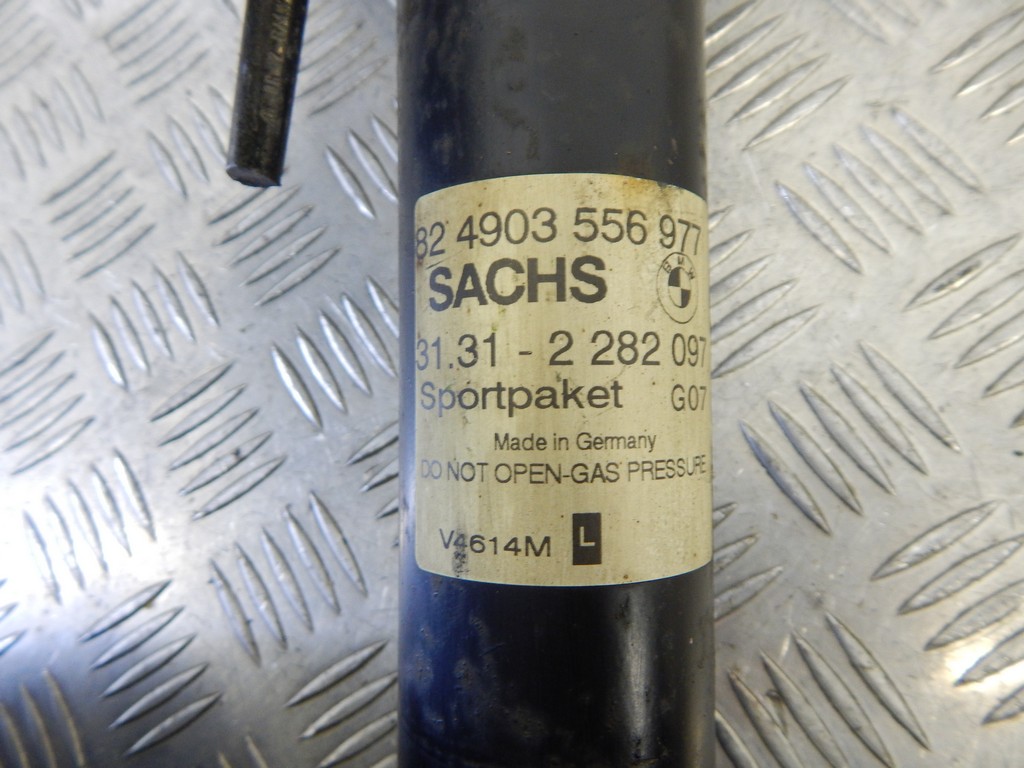 82 4903 556 977
SACHS
BMW
31.31 - 2 282 097
Sportpaket G07
Made in Germany
DO NOT OPEN-GAS PRESSURE
V4614M L